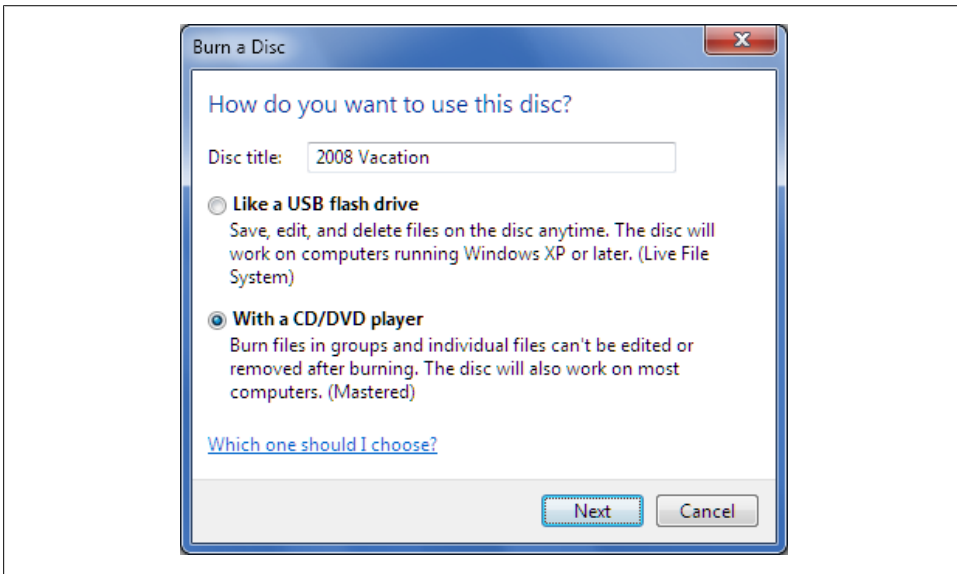 Burn a Disc
How do you want to use this disc?
Disc title: 2008 Vacation
Like a USB flash drive
Save, edit, and delete files on the disc anytime. The disc will
work on computers running Windows XP or later. (Live File
System)
With a CD/DVD player
Burn files in groups and individual files can't be edited or
removed after burning. The disc will also work on most
computers. (Mastered)
Which one should I choose?
Next Cancel